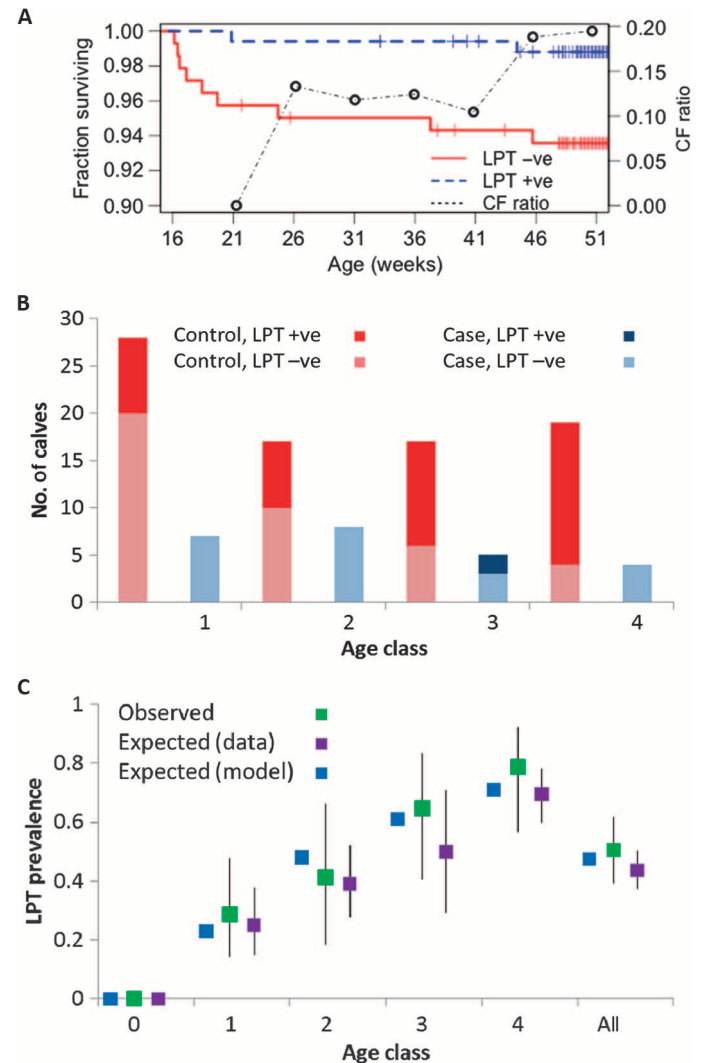 A
Fraction surviving
1.00
0.98
0.96
0.94
0.92
0.90
0.20
0.15
0.10
0.05
0.00
CF ratio
LPT –ve
LPT +ve
CF ratio
16 21 26 31 36 41 46 51
Age (weeks)
B
No. of calves
30
25
20
15
10
5
0
Control, LPT +ve
Control, LPT –ve
Case, LPT +ve
Case, LPT –ve
1 2 3 4
Age class
C
LPT prevalence
1
0.8
0.6
0.4
0.2
0
Observed
Expected (data)
Expected (model)
0 1 2 3 4 All
Age class